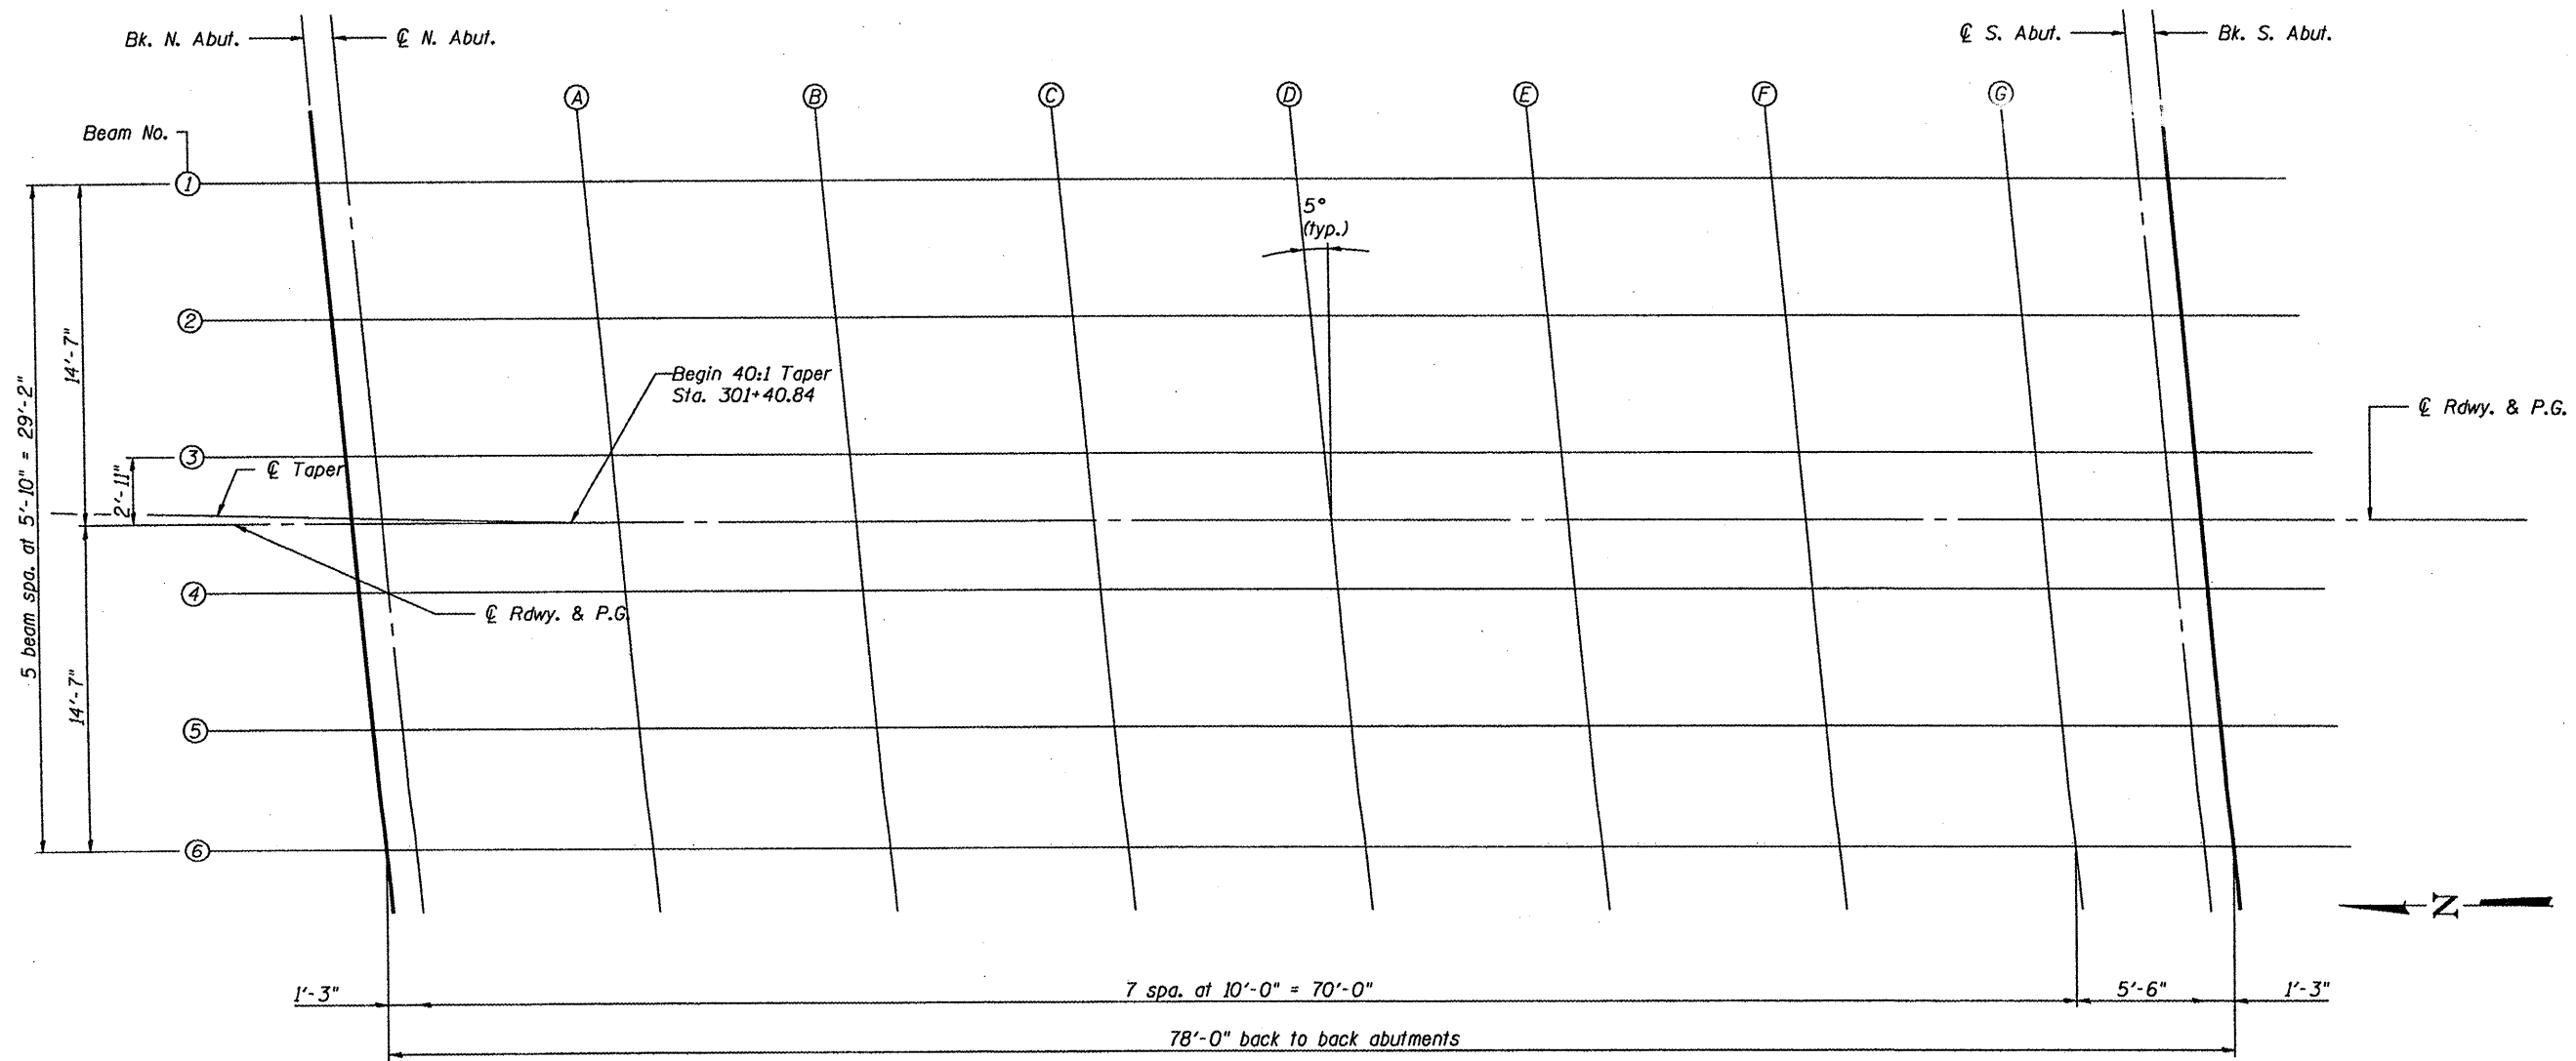 Bk. N. Abut.
℄ N. Abut.
℄ S. Abut.
Bk. S. Abut.
A
B
C
D
E
F
G
Beam No.
1
5°
(typ.)
2
14'-7"
Begin 40:1 Taper
Sta. 301+40.84
℄ Rdwy. & P.G.
5 beam spa. at 5'-10" = 29'-2"
3
℄ Taper
2'-11"
4
℄ Rdwy. & P.G.
14'-7"
5
6
N
1'-3"
7 spa. at 10'-0" = 70'-0"
5'-6"
1'-3"
78'-0" back to back abutments